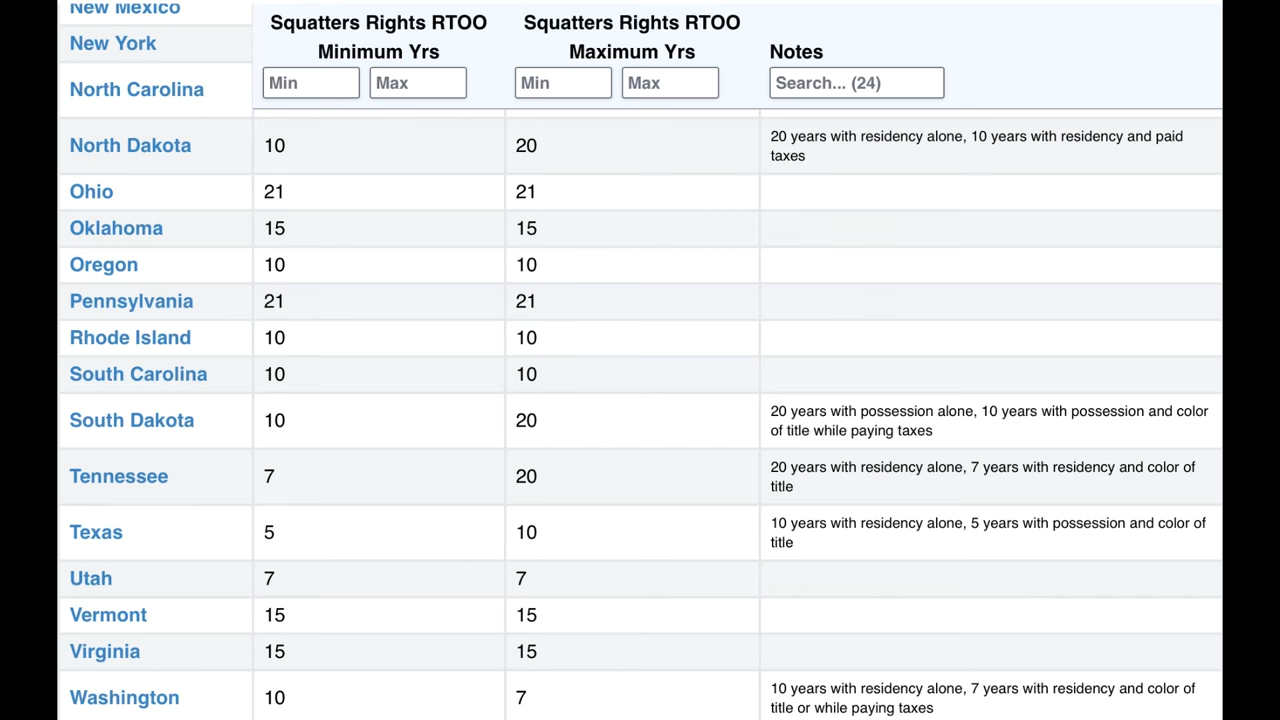 New Mexico
New York
North Carolina
Squatters Rights RTOO
Minimum Yrs
Min Max
Squatters Rights RTOO
Maximum Yrs
Min Max
Notes
Search... (24)
North Dakota 10 20 20 years with residency alone, 10 years with residency and paid
taxes
Ohio 21 21
Oklahoma 15 15
Oregon 10 10
Pennsylvania 21 21
Rhode Island 10 10
South Carolina 10 10
South Dakota 10 20 20 years with possession alone, 10 years with possession and color
of title while paying taxes
Tennessee 7 20 20 years with residency alone, 7 years with residency and color of
title
Texas 5 10 10 years with residency alone, 5 years with possession and color of
title
Utah 7 7
Vermont 15 15
Virginia 15 15
Washington 10 7 10 years with residency alone, 7 years with residency and color of
title or while paying taxes